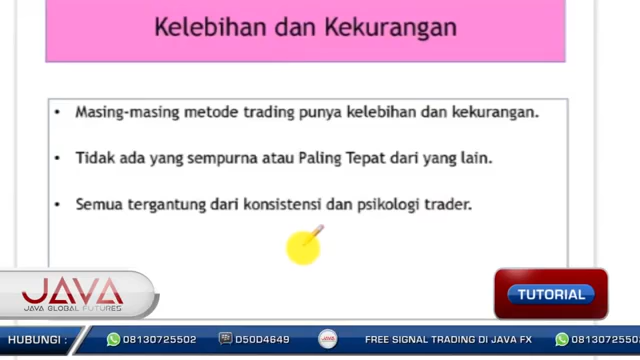 Kelebihan dan Kekurangan
• Masing-masing metode trading punya kelebihan dan kekurangan.
• Tidak ada yang sempurna atau Paling Tepat dari yang lain.
• Semua tergantung dari konsistensi dan psikologi trader.
JAVA
JAVA GLOBAL FUTURES
TUTORIAL
HUBUNGI : 08130725502 D50D4649 FREE SIGNAL TRADING DI JAVA FX 0813072550